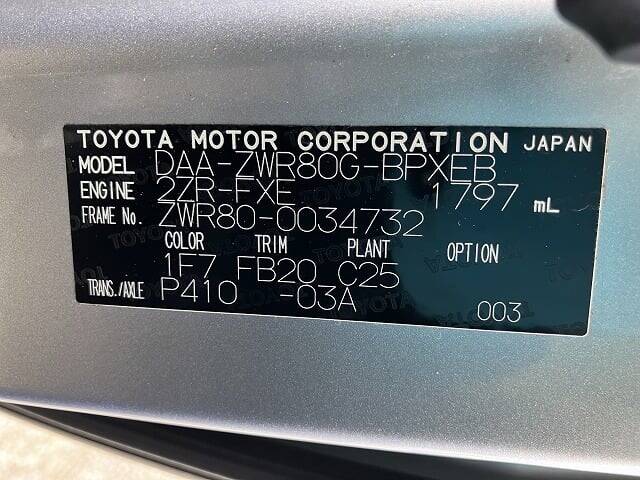 TOYOTA MOTOR CORPORATION JAPAN
MODEL DAA-ZWR80G-BPXEB
ENGINE 2ZR-FXE 1797 mL
FRAME No. ZWR80-0034732
COLOR TRIM PLANT OPTION
1F7 FB20 C25
TRANS./AXLE P410 -03A 003